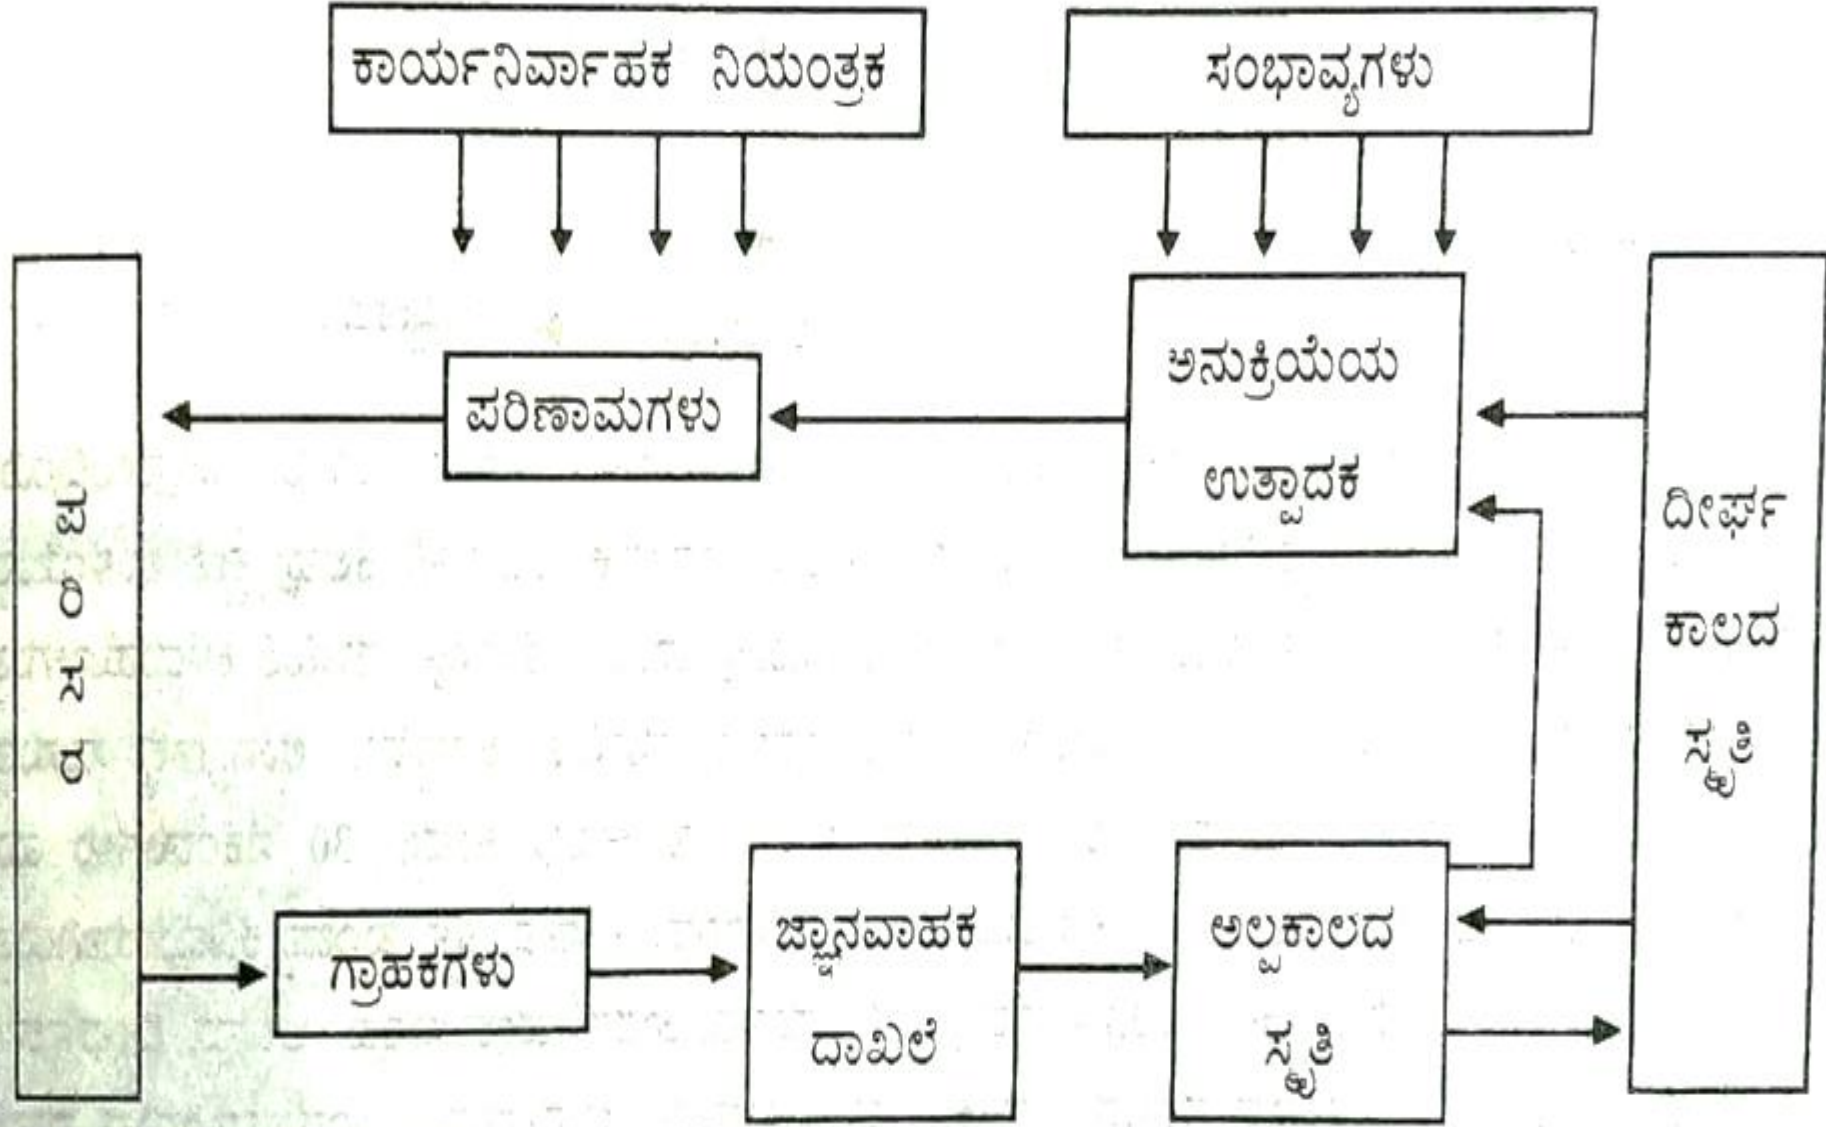 ಕಾರ್ಯನಿರ್ವಾಹಕ ನಿಯಂತ್ರಕ
ಸಂಭಾವ್ಯಗಳು
ಪರಿಸರ
ಪರಿಣಾಮಗಳು
ಅನುಕ್ರಿಯೆಯ
ಉತ್ಪಾದಕ
ದೀರ್ಘ
ಕಾಲದ
ಸ್ಮೃತಿ
ಗ್ರಾಹಕಗಳು
ಜ್ಞಾನವಾಹಕ
ದಾಖಲೆ
ಅಲ್ಪಕಾಲದ
ಸ್ಮೃತಿ